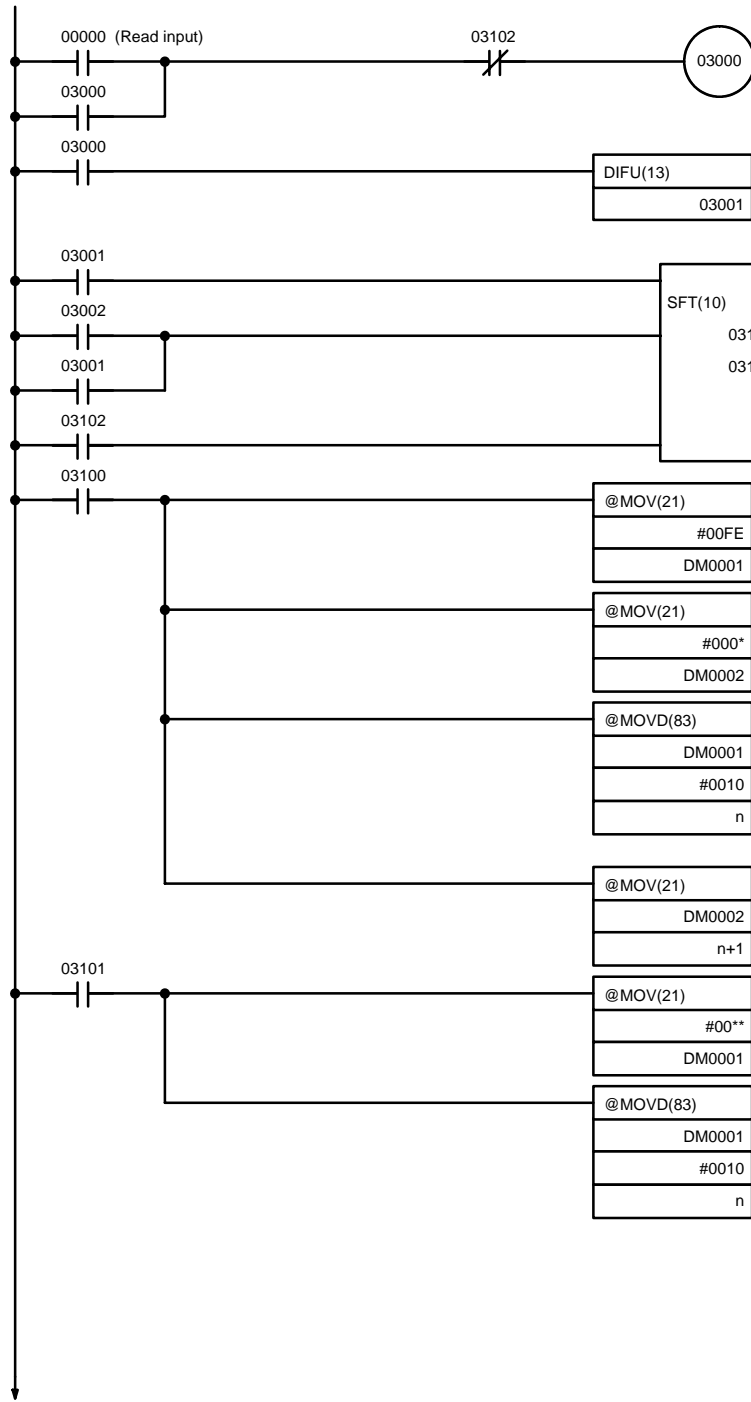 00000 (Read input)
03102
03000
03000
03000
DIFU(13)
03001
03001
SFT(10)
03002
031
03001
031
03102
03100
@MOV(21)
#00FE
DM0001
@MOV(21)
#000*
DM0002
@MOVD(83)
DM0001
#0010
n
@MOV(21)
DM0002
n+1
03101
@MOV(21)
#00**
DM0001
@MOVD(83)
DM0001
#0010
n